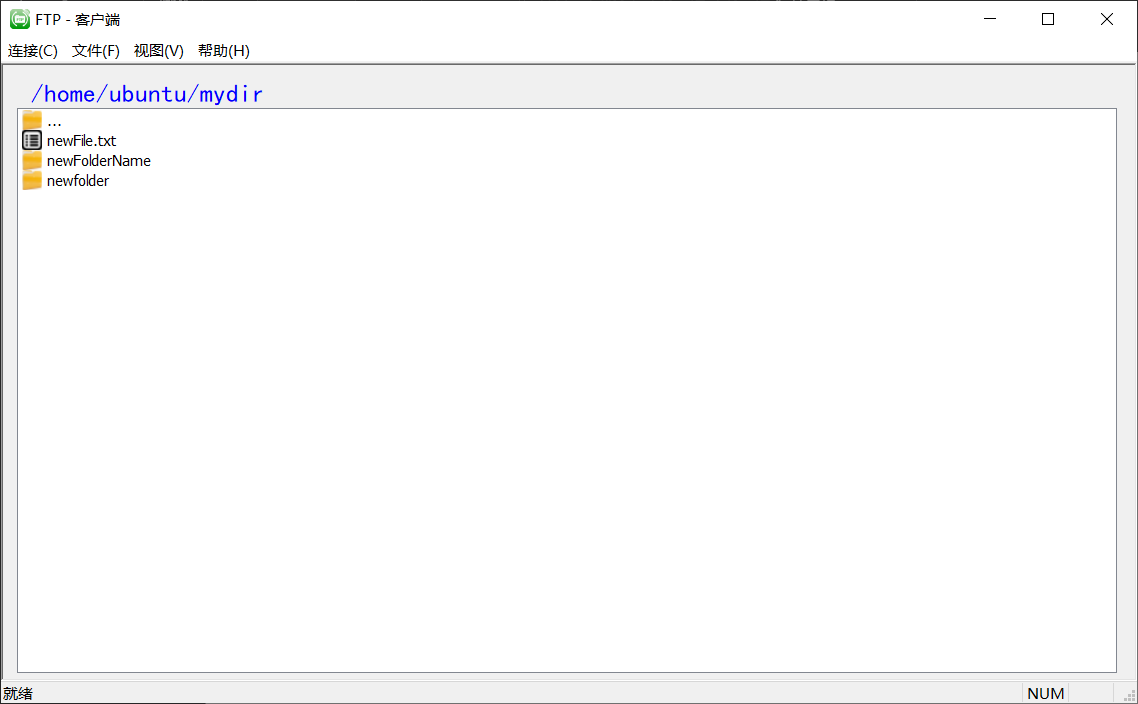 FTP - 客户端
连接(C) 文件(F) 视图(V) 帮助(H)
/home/ubuntu/mydir
...
newFile.txt
newFolderName
newfolder
就绪 NUM